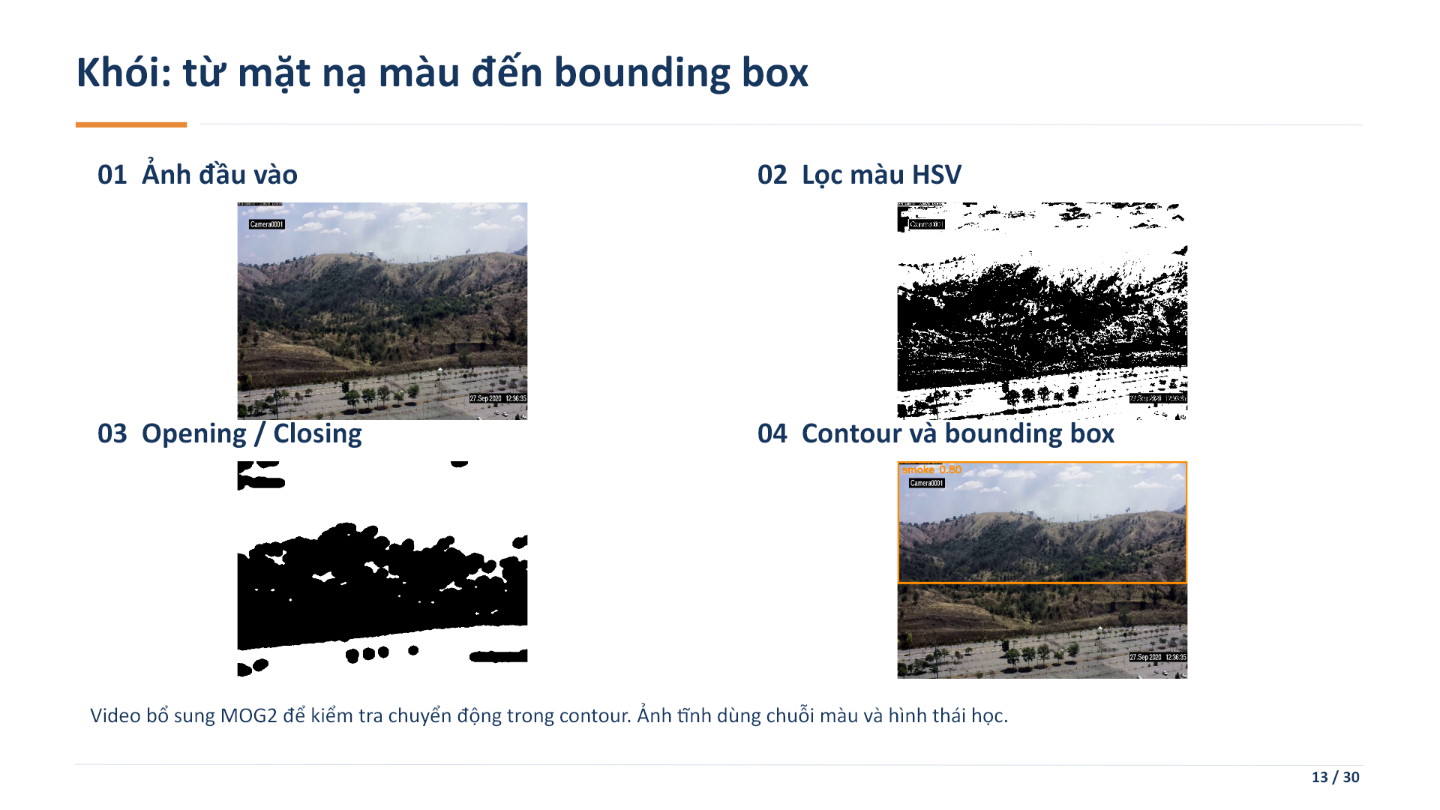 Khói: từ mặt nạ màu đến bounding box
01 Ảnh đầu vào
02 Lọc màu HSV
Camera0001
27.Sep 2020 12:36:35
Camera0001
03 Opening / Closing
04 Contour và bounding box
smoke 0.80
Camera0001
27.Sep 2020 12:36:35
Video bổ sung MOG2 để kiểm tra chuyển động trong contour. Ảnh tĩnh dùng chuỗi màu và hình thái học.
13 / 30